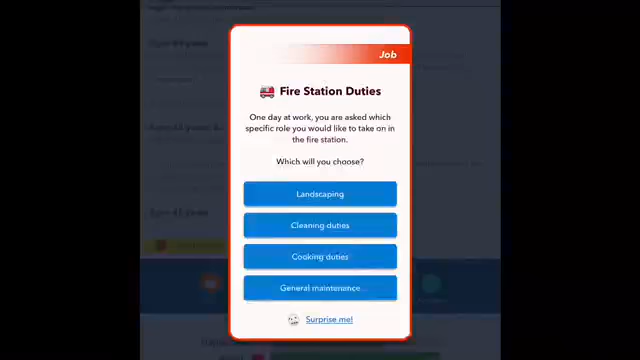 Job
Fire Station Duties
One day at work, you are asked which
specific role you would like to take on in
the fire station.
Which will you choose?
Landscaping
Cleaning duties
Cooking duties
General maintenance
Surprise me!